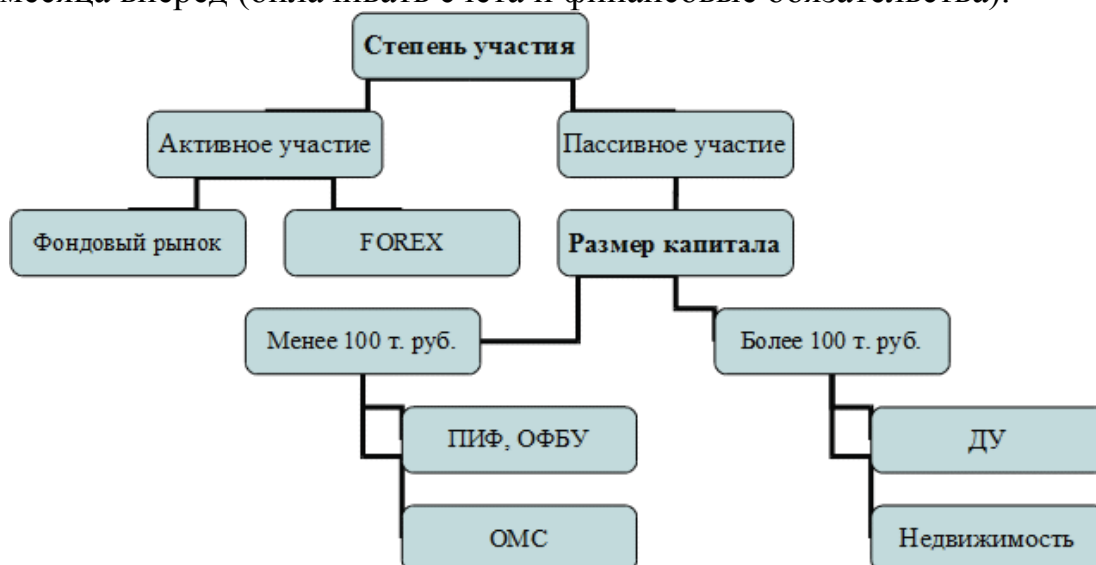 месяца вперед (оплачивать счета и финансовые обязательства).
Степень участия
Активное участие
Пассивное участие
Фондовый рынок
FOREX
Размер капитала
Менее 100 т. руб.
Более 100 т. руб.
ПИФ, ОФБУ
ДУ
ОМС
Недвижимость